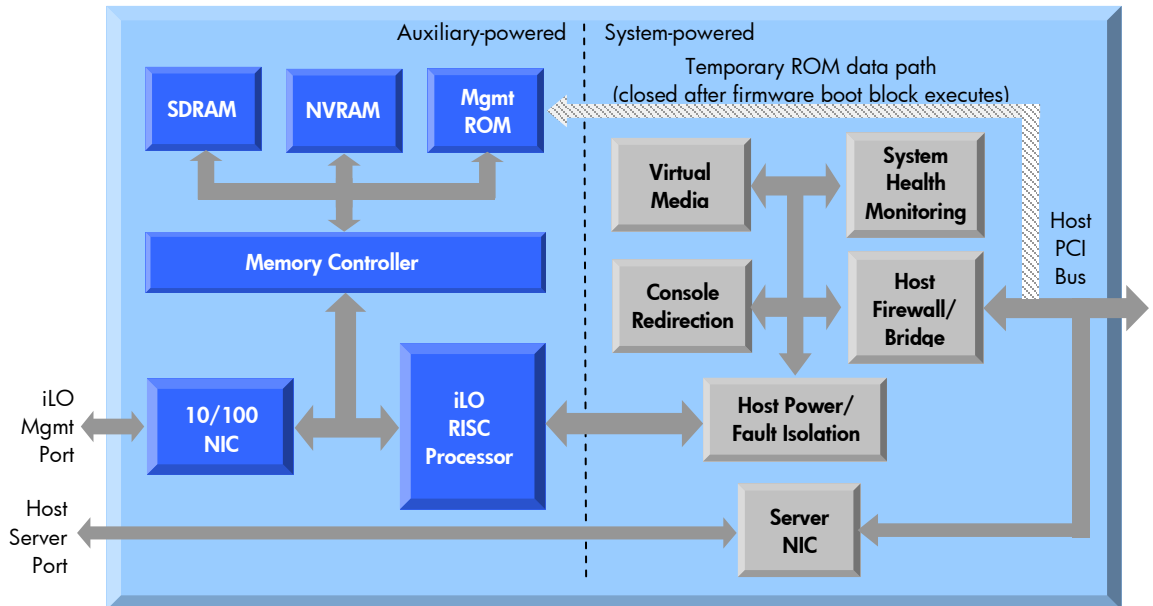 Auxiliary-powered
System-powered
Temporary ROM data path
(closed after firmware boot block executes)
SDRAM
NVRAM
Mgmt
ROM
Virtual
Media
System
Health
Monitoring
Host
PCI
Bus
Memory Controller
Console
Redirection
Host
Firewall/
Bridge
iLO
Mgmt
Port
10/100
NIC
iLO
RISC
Processor
Host Power/
Fault Isolation
Host
Server
Port
Server
NIC